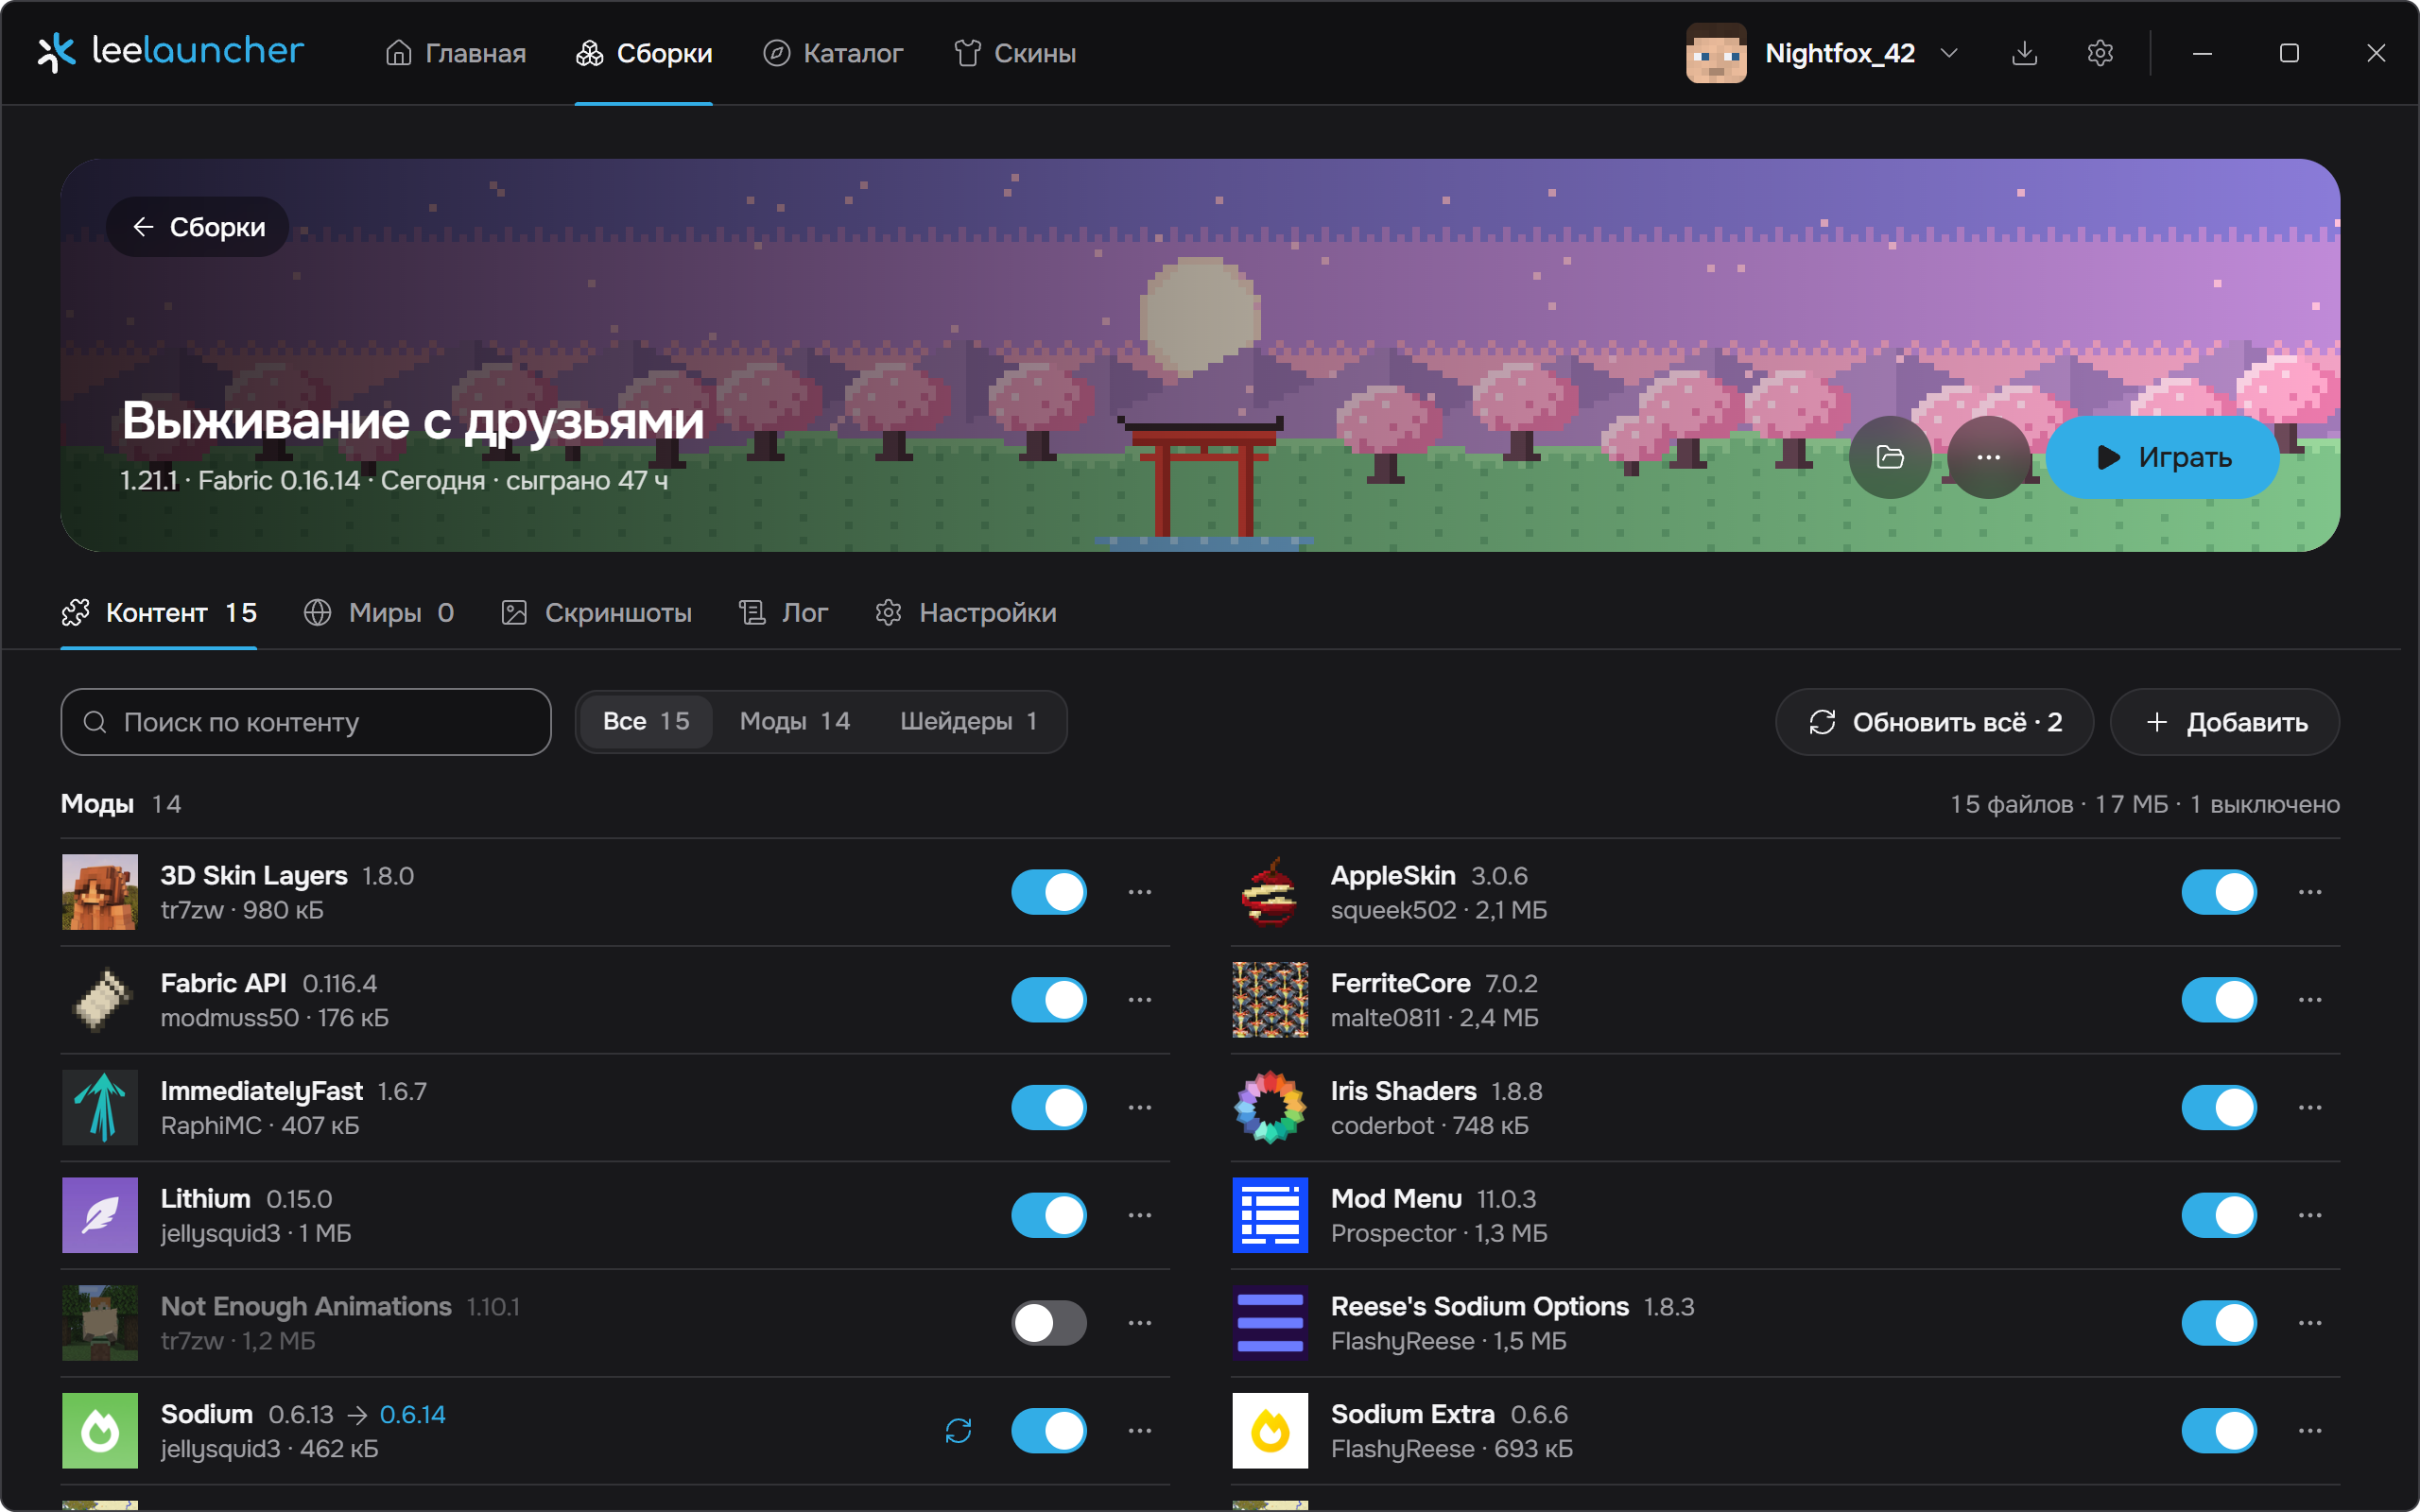 leelauncher
Главная
Сборки
Каталог
Скины
Nightfox_42
Сборки
Выживание с друзьями
1.21.1 · Fabric 0.16.14 · Сегодня · сыграно 47 ч
Играть
Контент 15
Миры 0
Скриншоты
Лог
Настройки
Поиск по контенту
Все 15
Моды 14
Шейдеры 1
Обновить всё · 2
Добавить
Моды 14
15 файлов · 17 МБ · 1 выключено
3D Skin Layers 1.8.0
tr7zw · 980 кБ
AppleSkin 3.0.6
squeek502 · 2,1 МБ
Fabric API 0.116.4
modmuss50 · 176 кБ
FerriteCore 7.0.2
malte0811 · 2,4 МБ
ImmediatelyFast 1.6.7
RaphiMC · 407 кБ
Iris Shaders 1.8.8
coderbot · 748 кБ
Lithium 0.15.0
jellysquid3 · 1 МБ
Mod Menu 11.0.3
Prospector · 1,3 МБ
Not Enough Animations 1.10.1
tr7zw · 1,2 МБ
Reese's Sodium Options 1.8.3
FlashyReese · 1,5 МБ
Sodium 0.6.13 → 0.6.14
jellysquid3 · 462 кБ
Sodium Extra 0.6.6
FlashyReese · 693 кБ